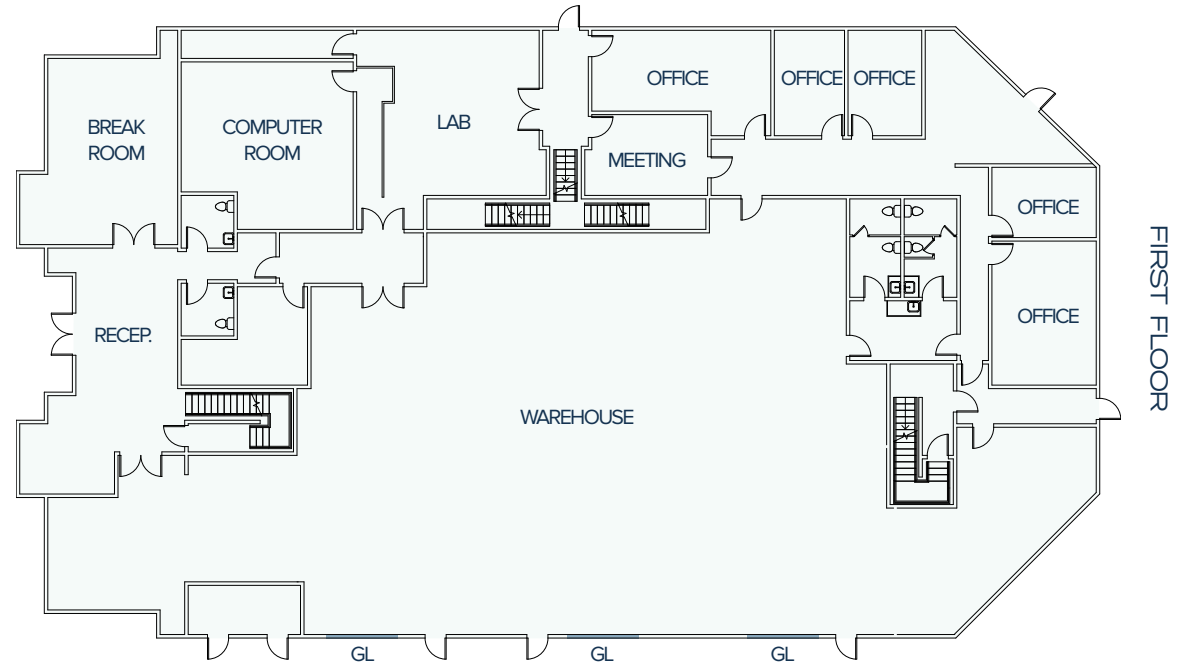 OFFICE
OFFICE
OFFICE
BREAK
ROOM
COMPUTER
ROOM
LAB
MEETING
OFFICE
OFFICE
RECEP.
WAREHOUSE
FIRST FLOOR
GL
GL
GL